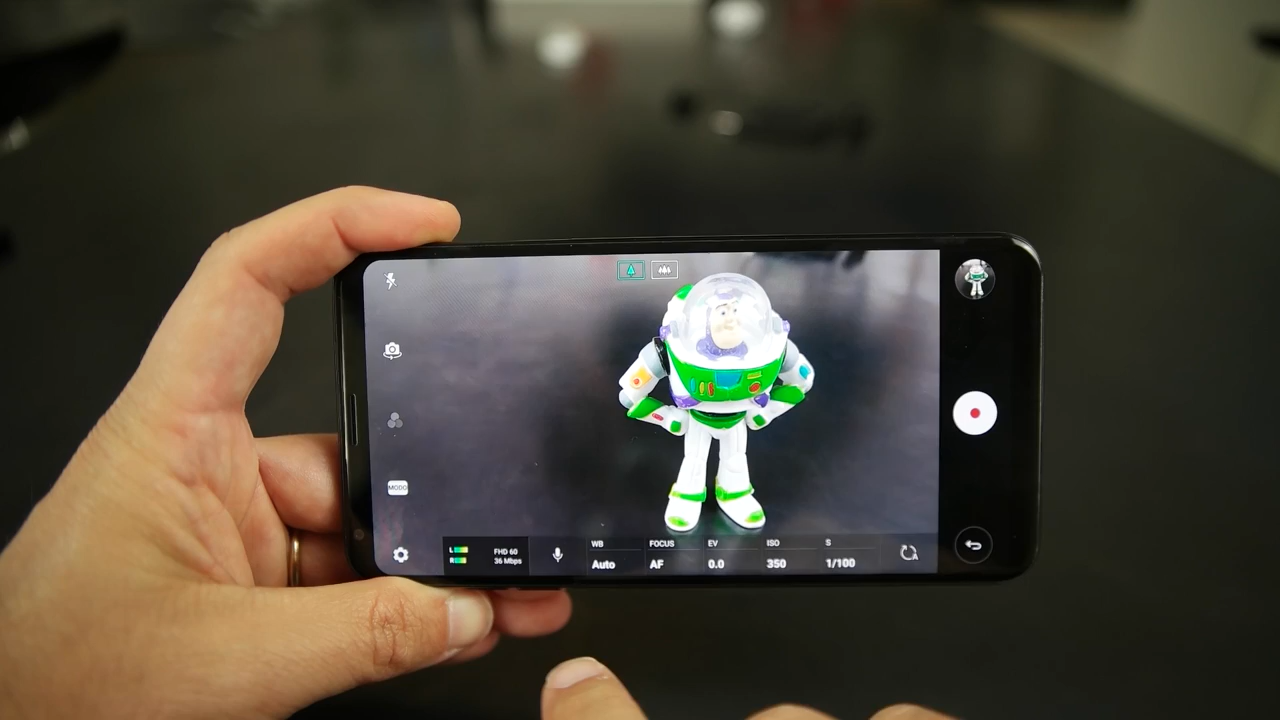 MODO
L
R
FHD 60
36 Mbps
WB
Auto
FOCUS
AF
EV
0.0
ISO
350
S
1/100
A